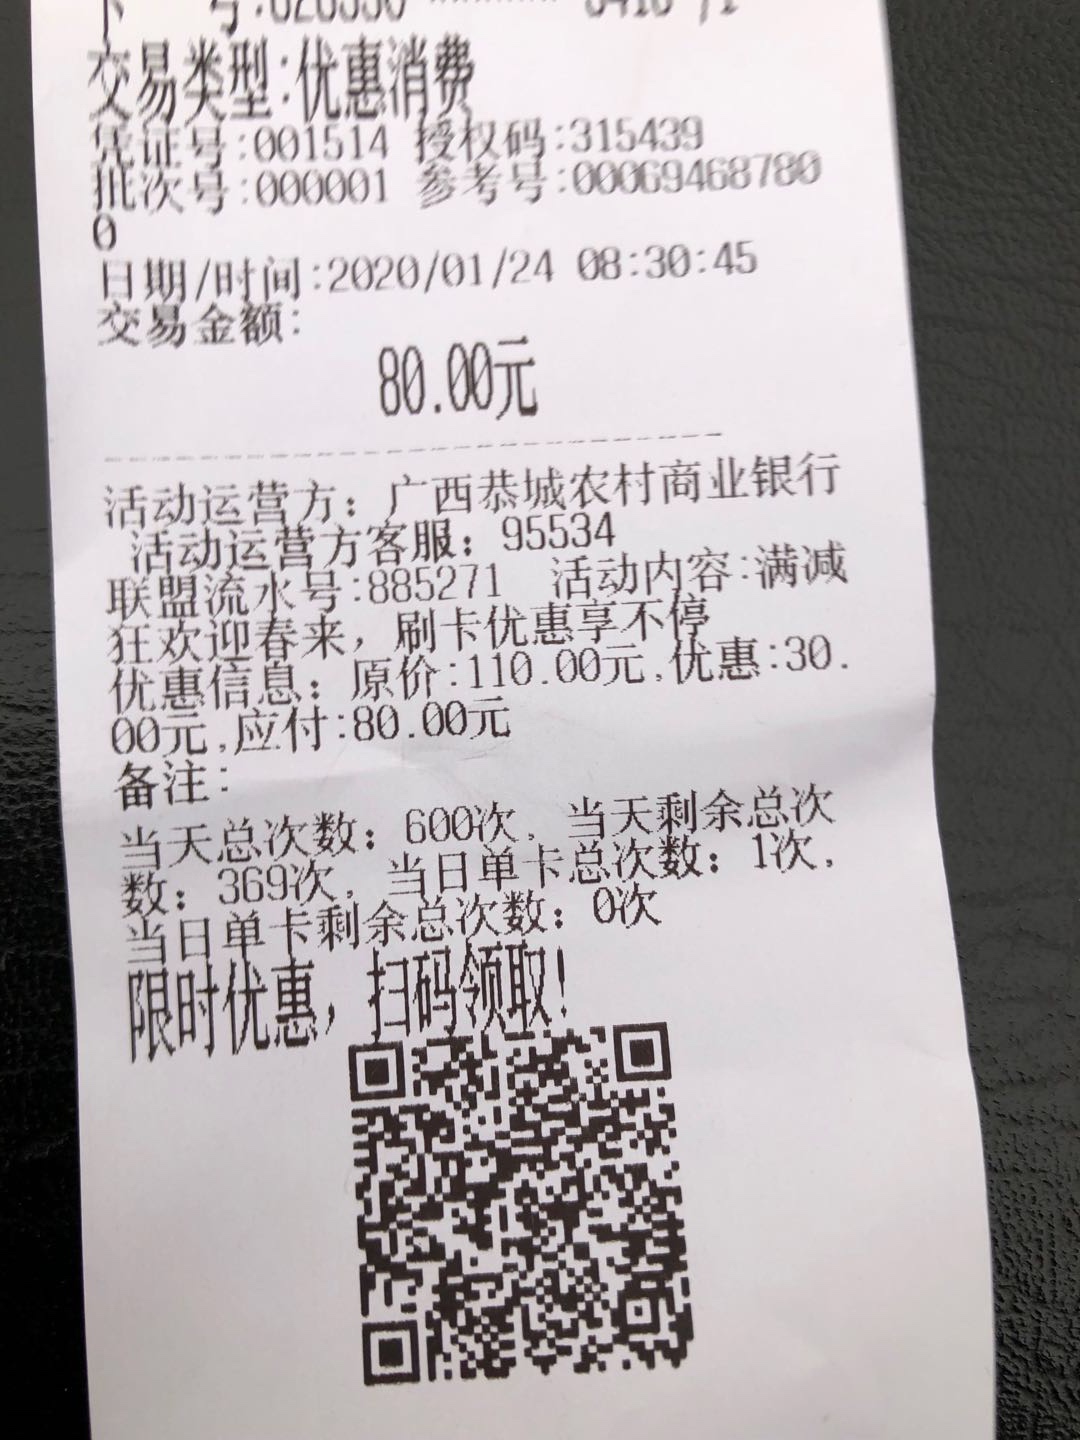 交易类型:优惠消费
凭证号:001514 授权码:315439
批次号:000001 参考号:00069468780
0
日期/时间:2020/01/24 08:30:45
交易金额:
80.00元
活动运营方：广西恭城农村商业银行
活动运营方客服：95534
联盟流水号:885271 活动内容:满减
狂欢迎春来，刷卡优惠享不停
优惠信息：原价:110.00元,优惠:30.
00元,应付:80.00元
备注:
当天总次数：600次，当天剩余总次
数：369次，当日单卡总次数：1次，
当日单卡剩余总次数：0次
限时优惠，扫码领取!